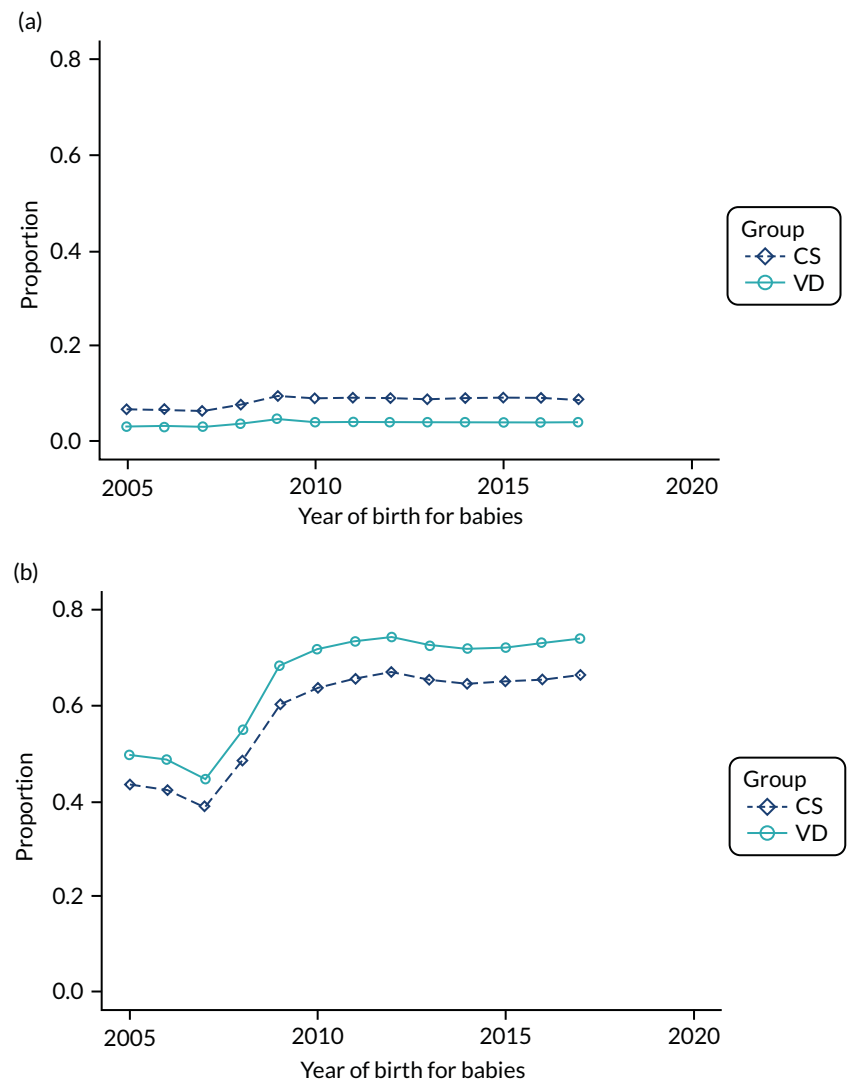 (a)
0.8
0.6
0.4
0.2
0.0
Proportion
2005 2010 2015 2020
Year of birth for babies
Group
CS
VD
(b)
0.8
0.6
0.4
0.2
0.0
Proportion
2005 2010 2015 2020
Year of birth for babies
Group
CS
VD